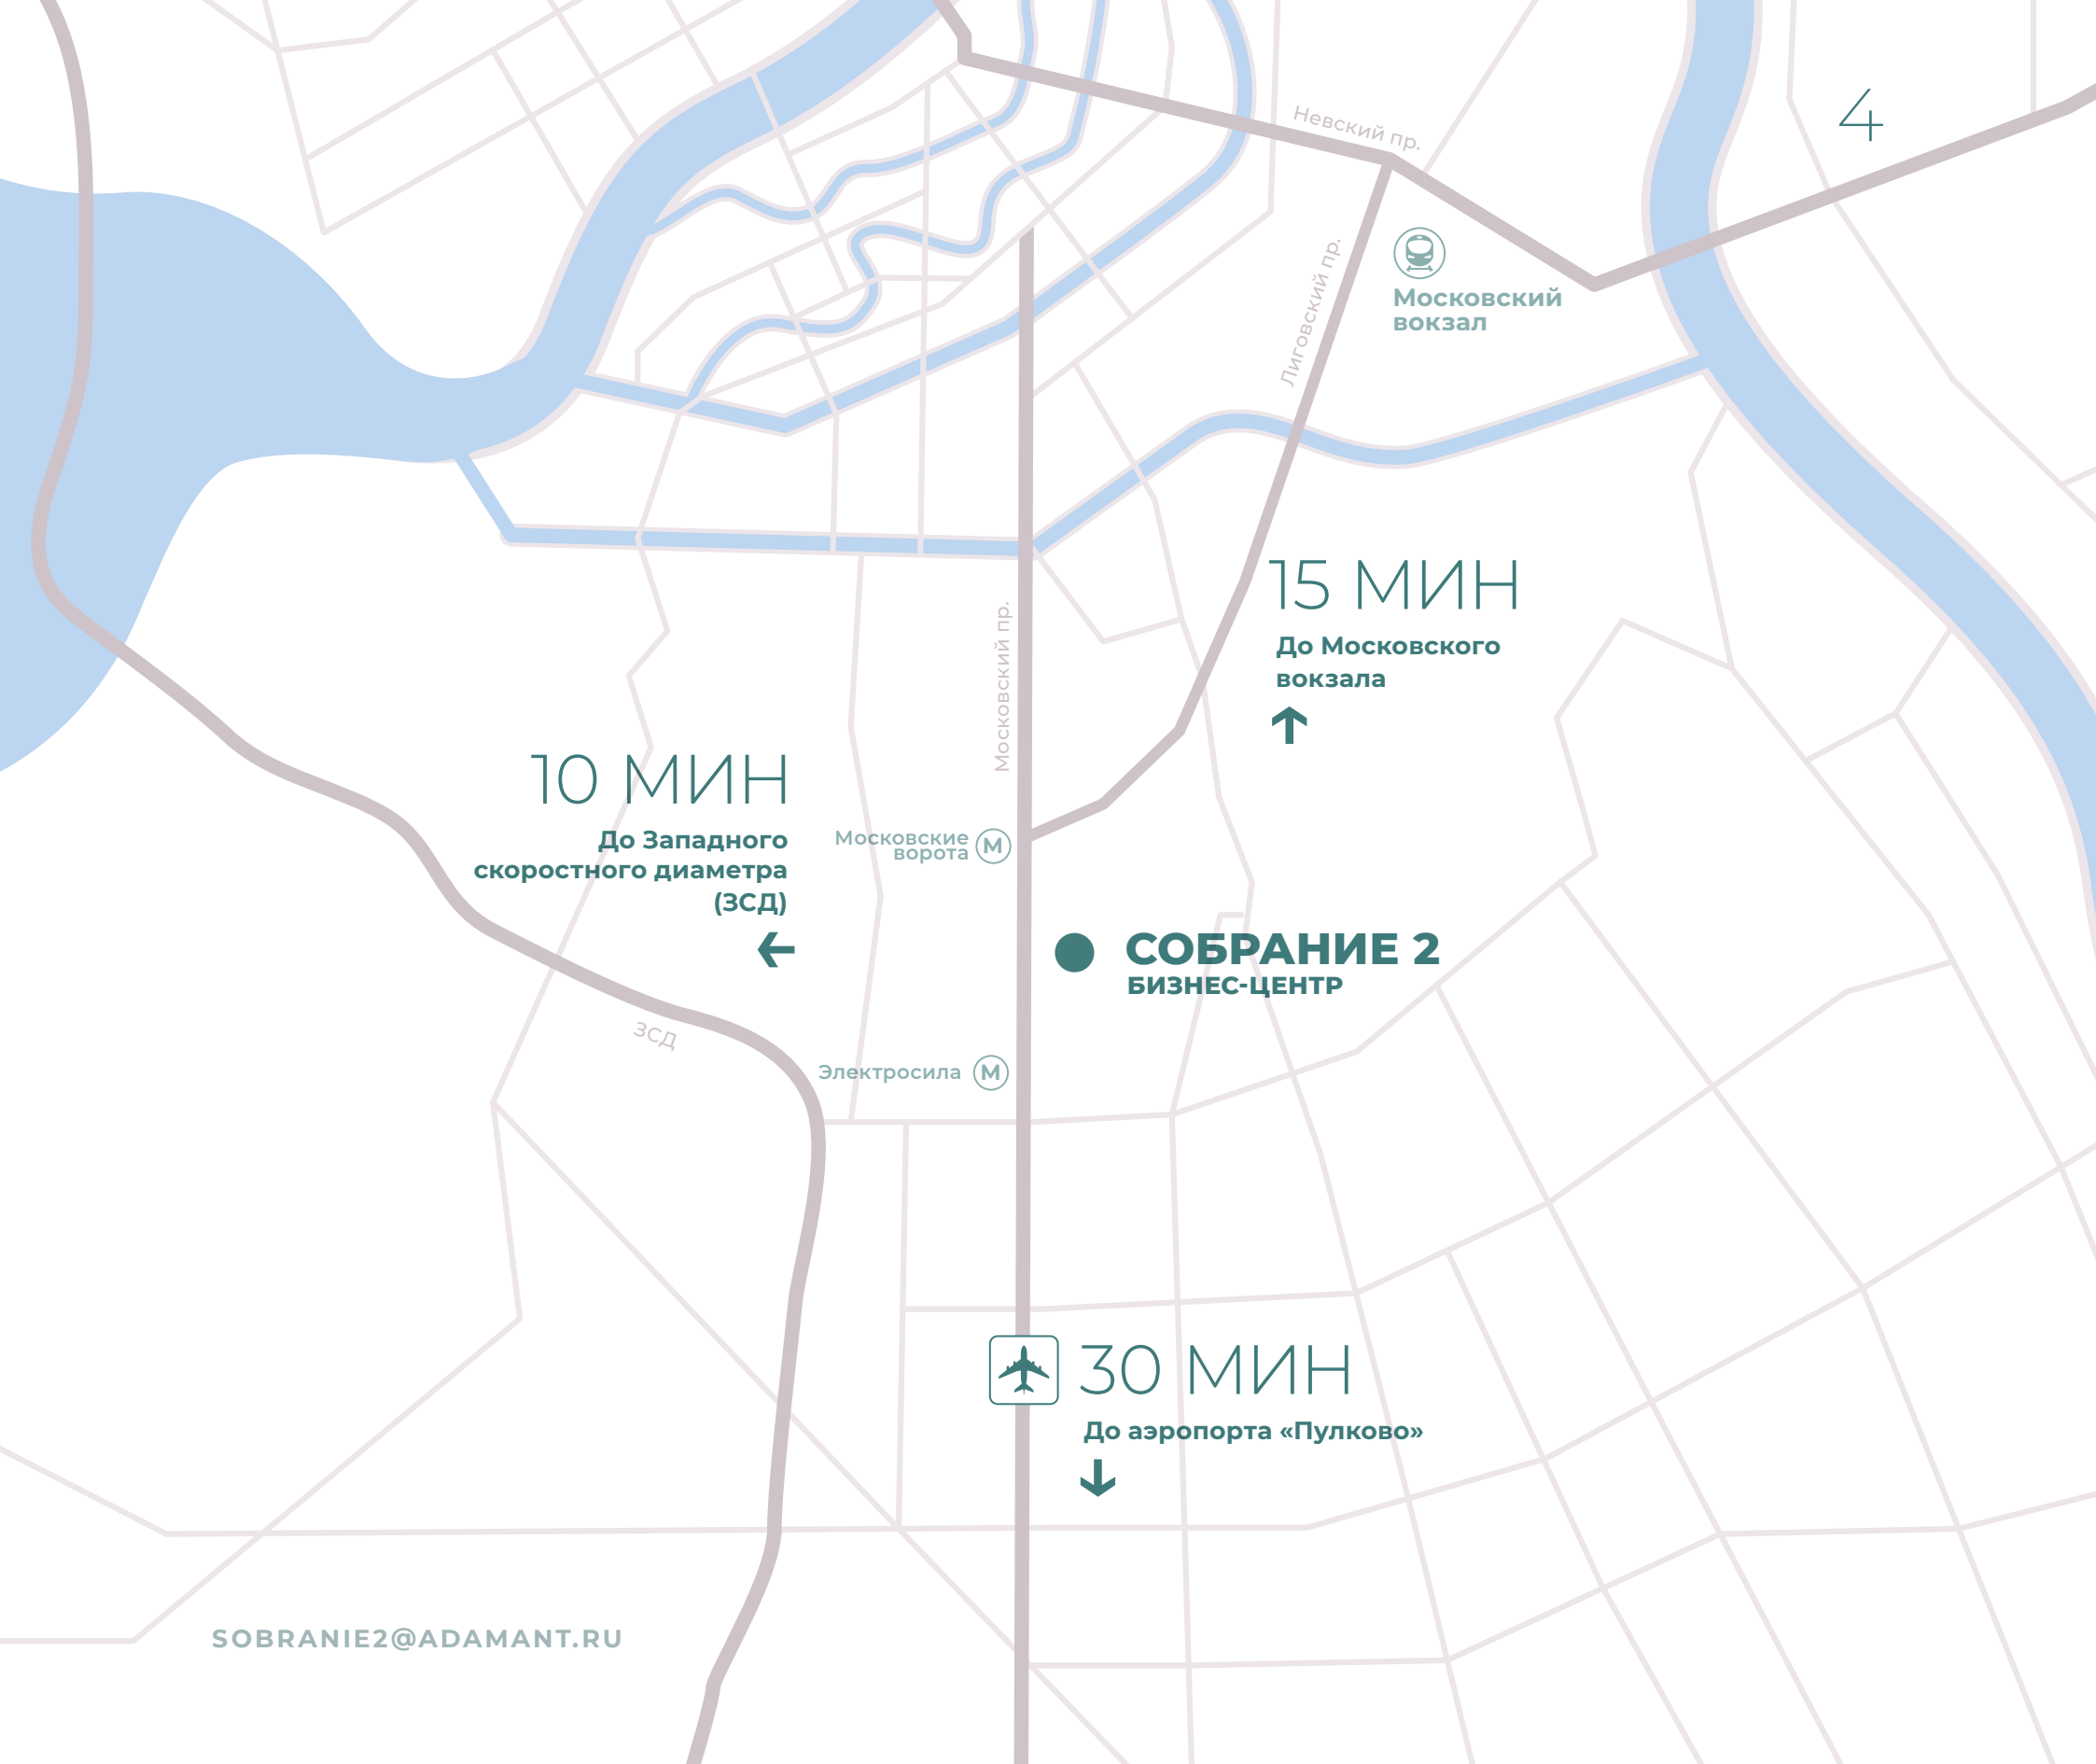 4
Невский пр.
Московский
вокзал
Лиговский пр.
15 МИН
До Московского
вокзала
Московский пр.
10 МИН
До Западного
скоростного диаметра
(ЗСД)
Московские
ворота
М
СОБРАНИЕ 2
БИЗНЕС-ЦЕНТР
ЗСД
Электросила
М
30 МИН
До аэропорта «Пулково»
SOBRANIE2@ADAMANT.RU